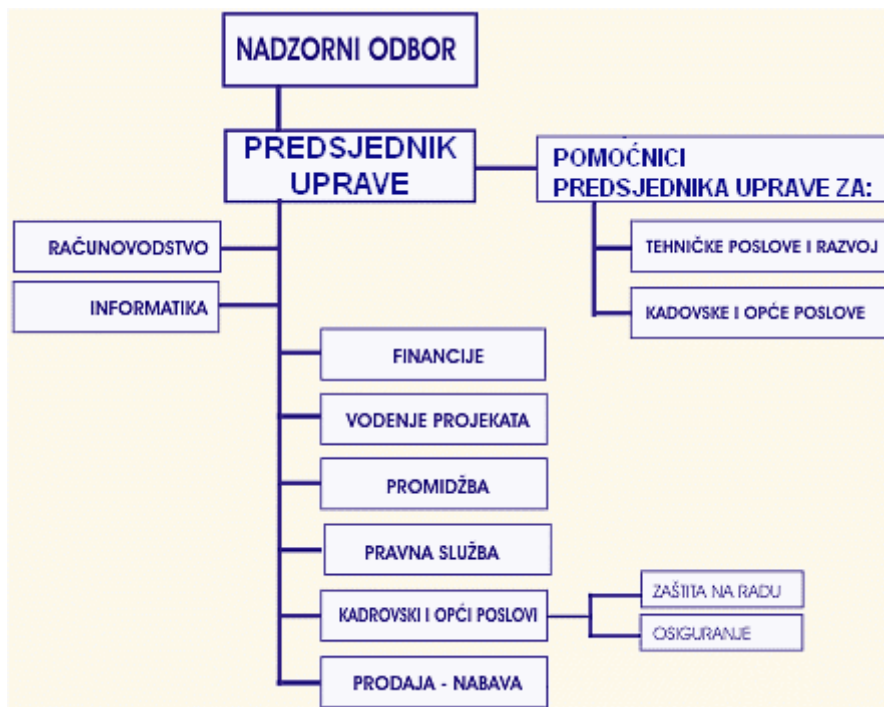 NADZORNI ODBOR
PREDSJEDNIK
UPRAVE
POMOĆNICI
PREDSJEDNIKA UPRAVE ZA:
RAČUNOVODSTVO
TEHNIČKE POSLOVE I RAZVOJ
INFORMATIKA
KADOVSKE I OPĆE POSLOVE
FINANCIJE
VODENJE PROJEKATA
PROMIDŽBA
PRAVNA SLUŽBA
KADROVSKI I OPĆI POSLOVI
ZAŠTITA NA RADU
OSIGURANJE
PRODAJA - NABAVA